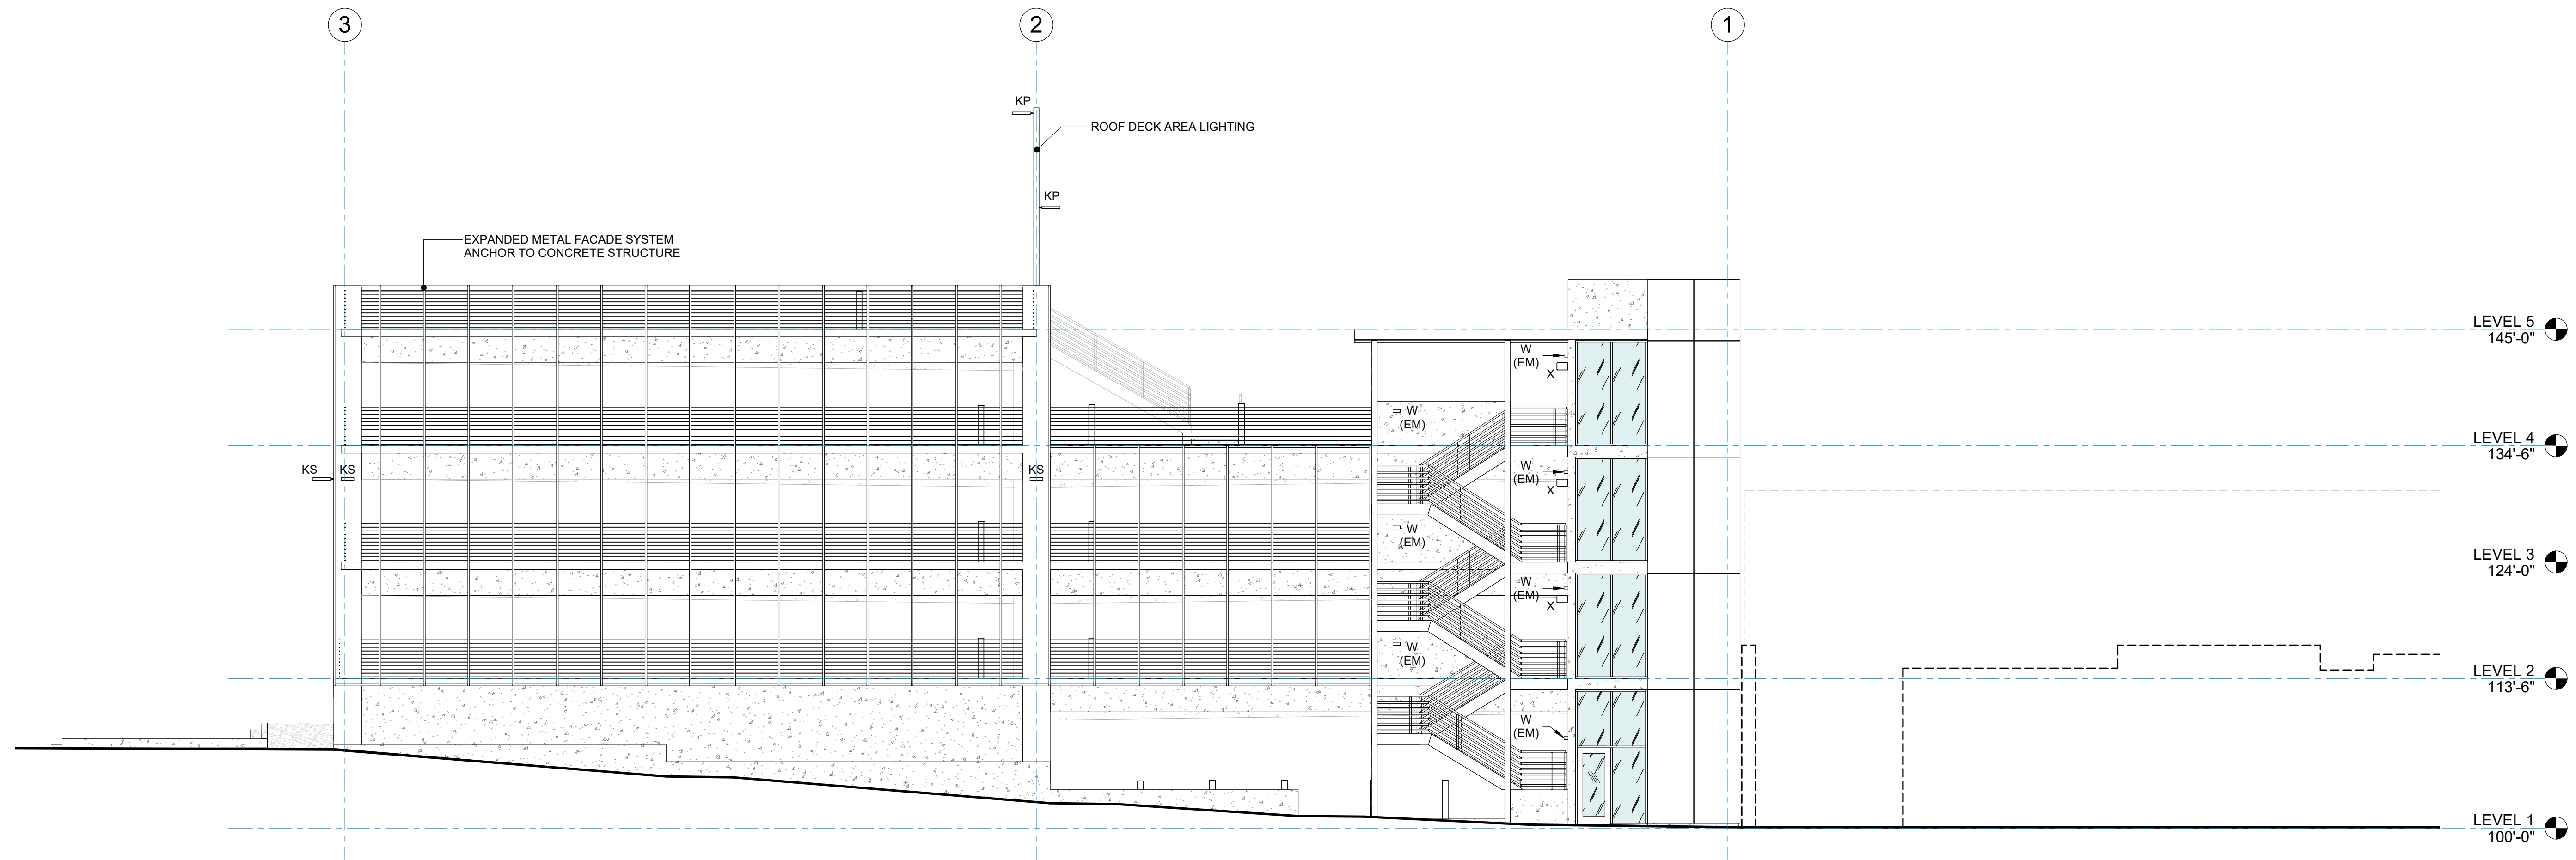 3
2
1
KP
ROOF DECK AREA LIGHTING
KP
EXPANDED METAL FACADE SYSTEM
ANCHOR TO CONCRETE STRUCTURE
LEVEL 5
145'-0"
W
(EM)
X
W
(EM)
LEVEL 4
134'-6"
KS
KS
KS
W
(EM)
X
W
(EM)
LEVEL 3
124'-0"
W
(EM)
X
W
(EM)
LEVEL 2
113'-6"
W
(EM)
LEVEL 1
100'-0"